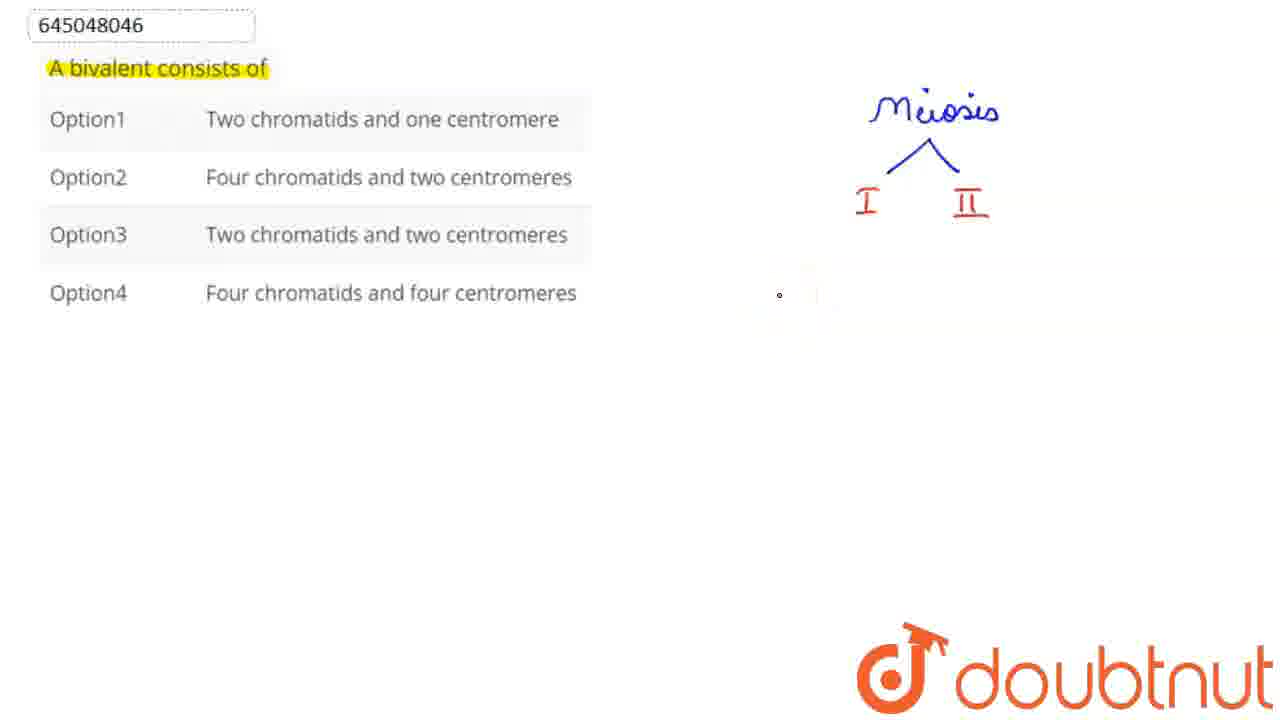 645048046
A bivalent consists of
Option1 Two chromatids and one centromere
Option2 Four chromatids and two centromeres
Option3 Two chromatids and two centromeres
Option4 Four chromatids and four centromeres
Meiosis
I II
doubtnut